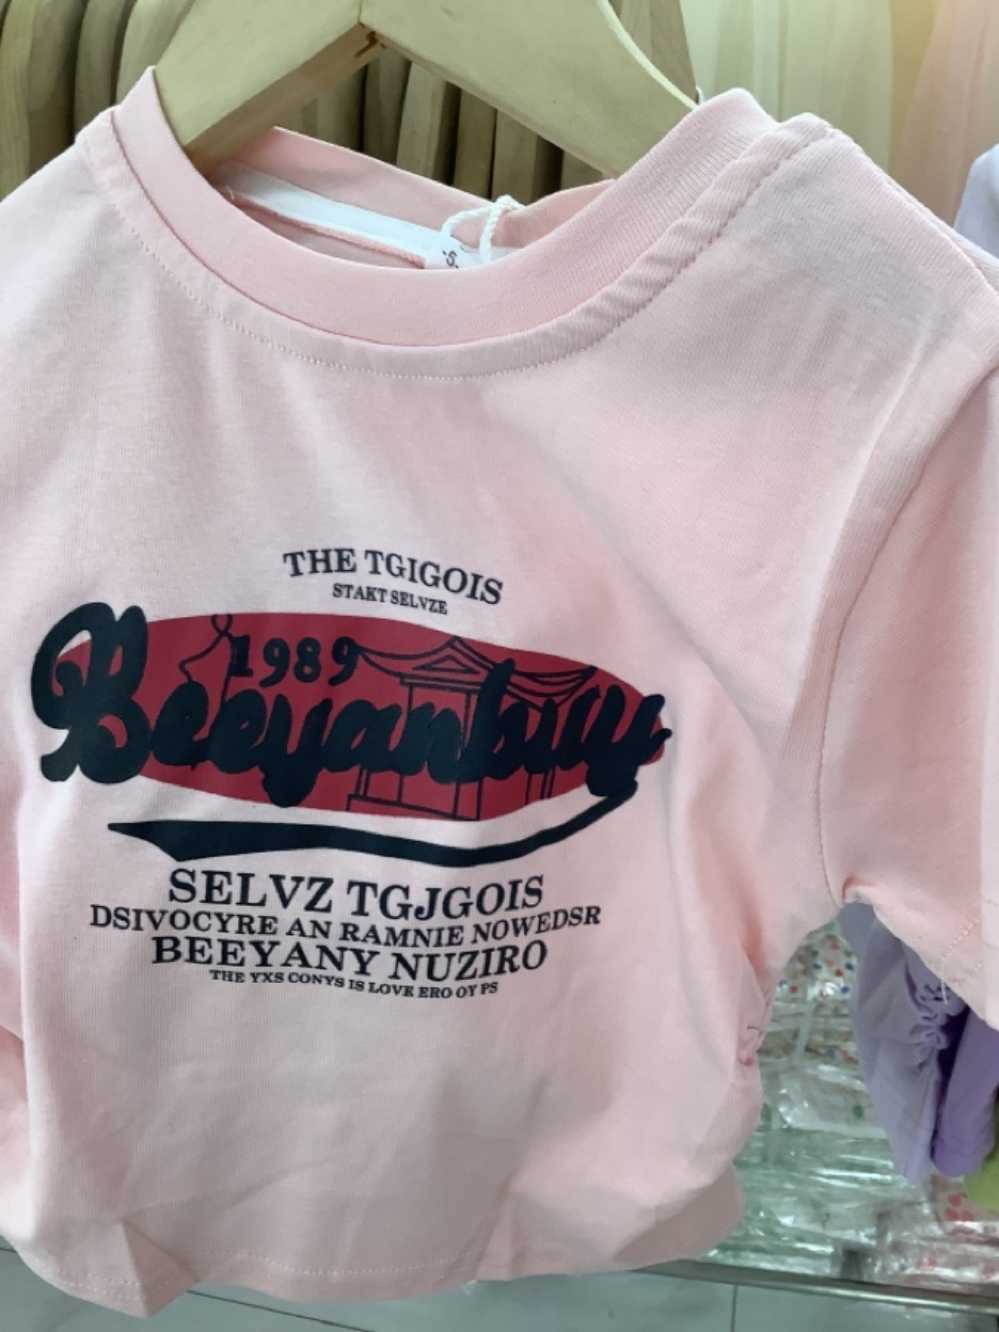 THE TGIGOIS
STAKT SELVZE
1989
Beeyanbuy
SELVZ TGJGOIS
DSIVOCYRE AN RAMNIE NOWEDSR
BEEYANY NUZIRO
THE YXS CONYS IS LOVE ERO OY PS